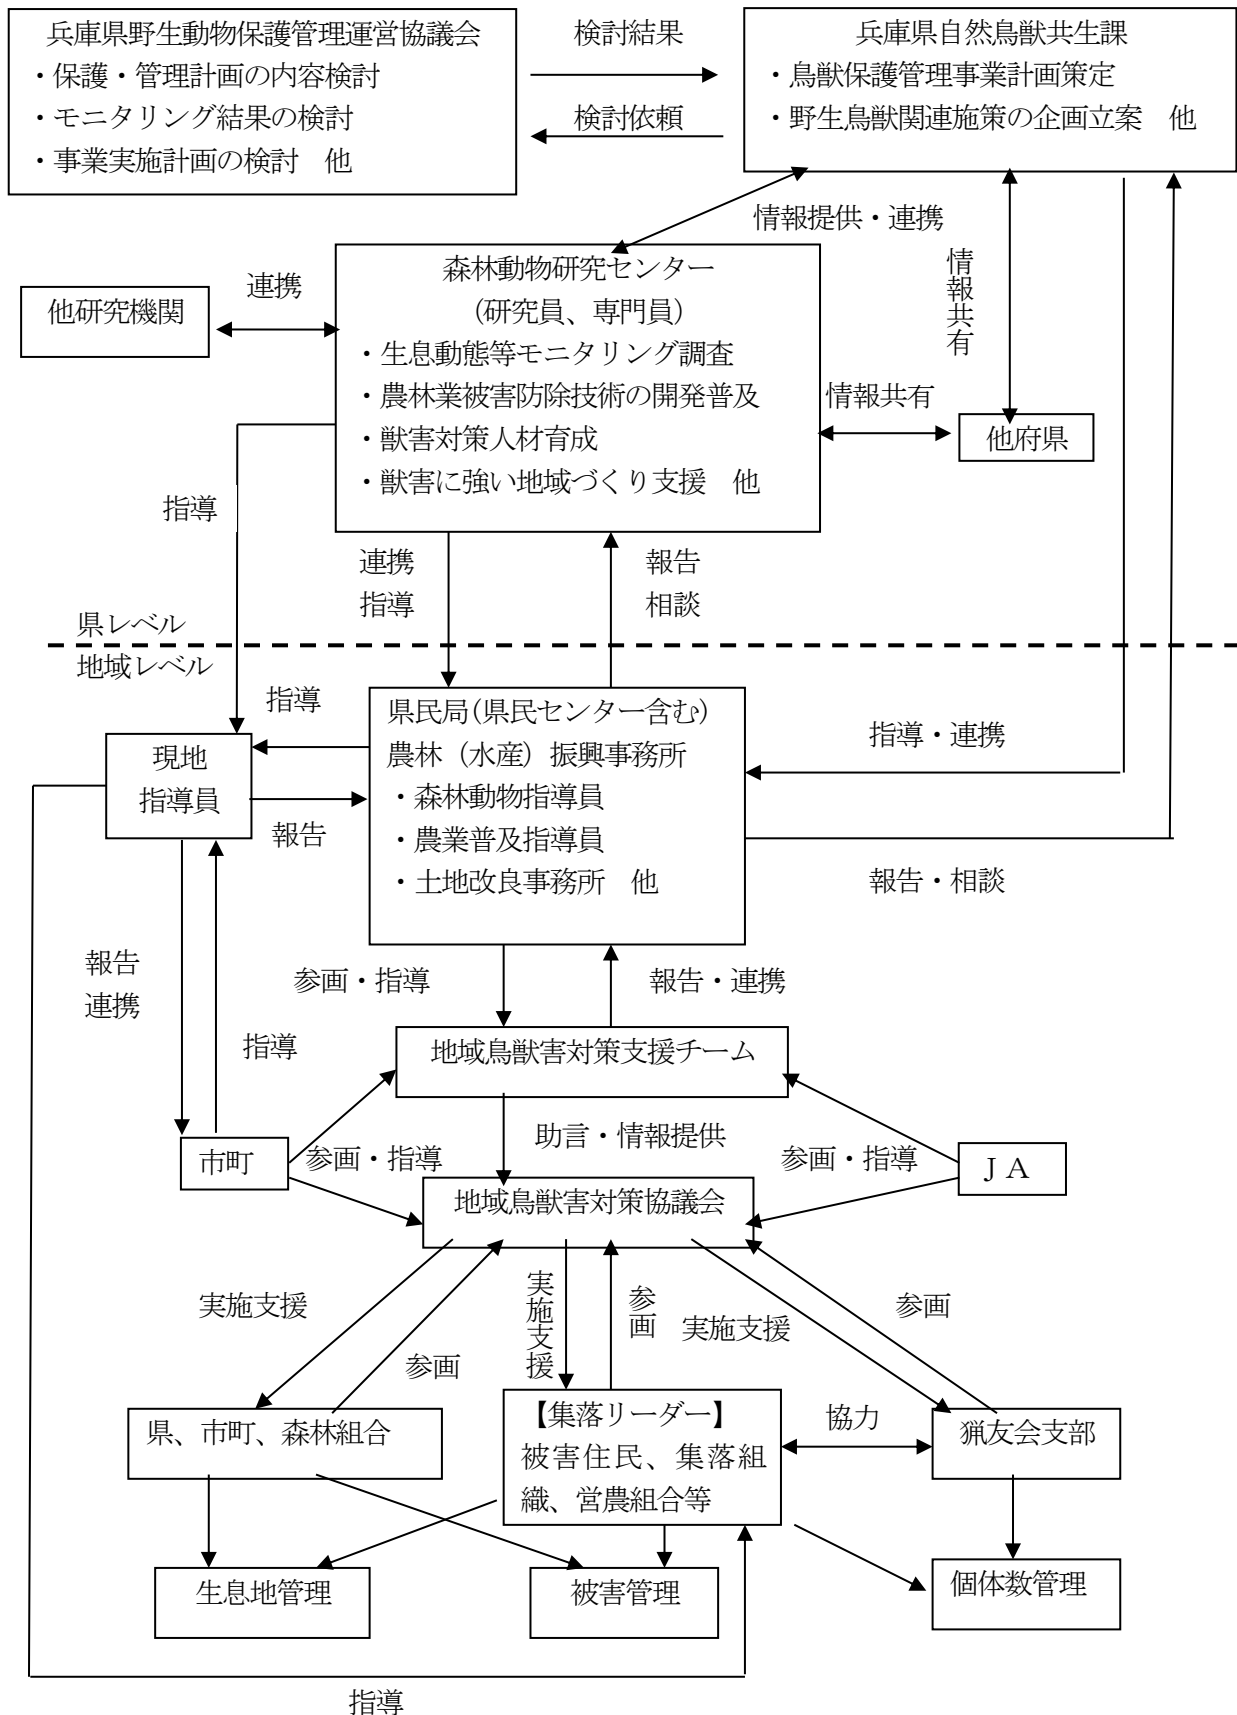 兵庫県野生動物保護管理運営協議会
・保護・管理計画の内容検討
・モニタリング結果の検討
・事業実施計画の検討　他
検討結果
検討依頼
兵庫県自然鳥獣共生課
・鳥獣保護管理事業計画策定
・野生鳥獣関連施策の企画立案　他
情報提供・連携
情報共有
森林動物研究センター
（研究員、専門員）
・生息動態等モニタリング調査
・農林業被害防除技術の開発普及
・獣害対策人材育成
・獣害に強い地域づくり支援　他
連携
他研究機関
情報共有
他府県
指導
連携
指導
報告
相談
県レベル
地域レベル
指導
県民局（県民センター含む）
農林（水産）振興事務所
・森林動物指導員
・農業普及指導員
・土地改良事務所　他
指導・連携
現地
指導員
報告
報告・相談
報告
連携
指導
参画・指導
報告・連携
地域鳥獣害対策支援チーム
助言・情報提供
市町
参画・指導
参画・指導
ＪＡ
地域鳥獣害対策協議会
実施支援
参画
実施支援
参画
実施支援
参画
県、市町、森林組合
【集落リーダー】
被害住民、集落組
織、営農組合等
協力
猟友会支部
生息地管理
被害管理
個体数管理
指導